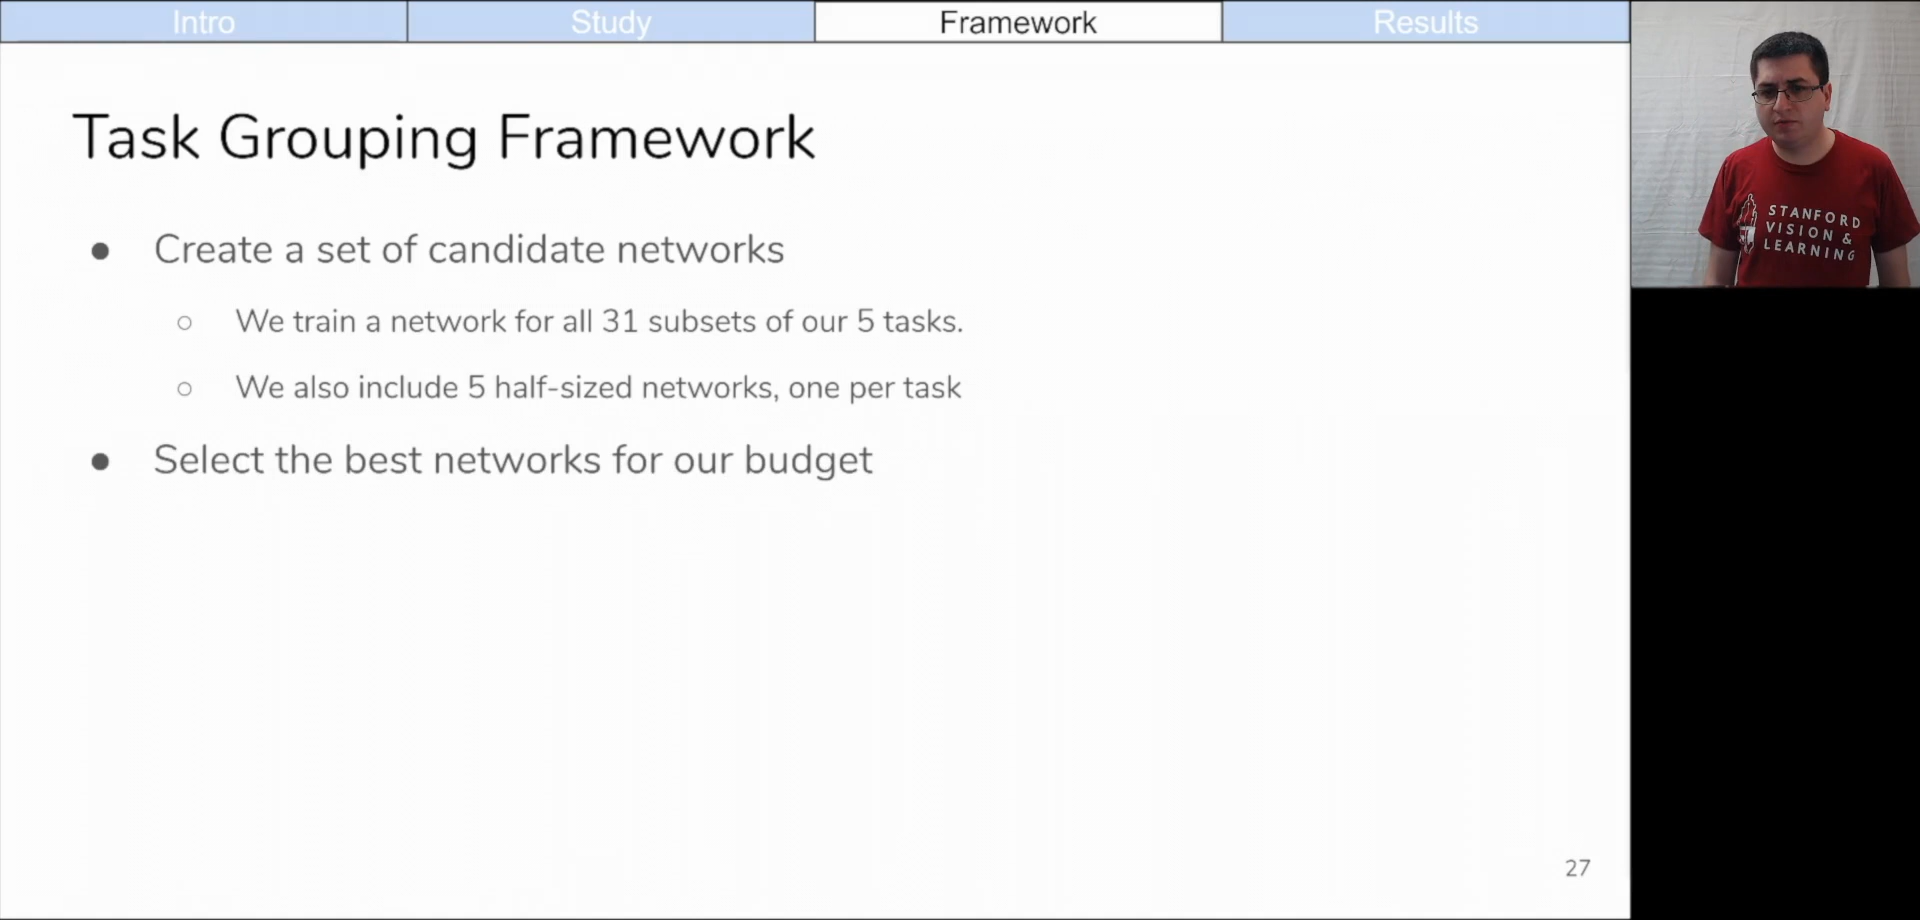 Intro
Study
Framework
Results
Task Grouping Framework
● Create a set of candidate networks
○ We train a network for all 31 subsets of our 5 tasks.
○ We also include 5 half-sized networks, one per task
● Select the best networks for our budget
27
STANFORD
VISION &
LEARNING